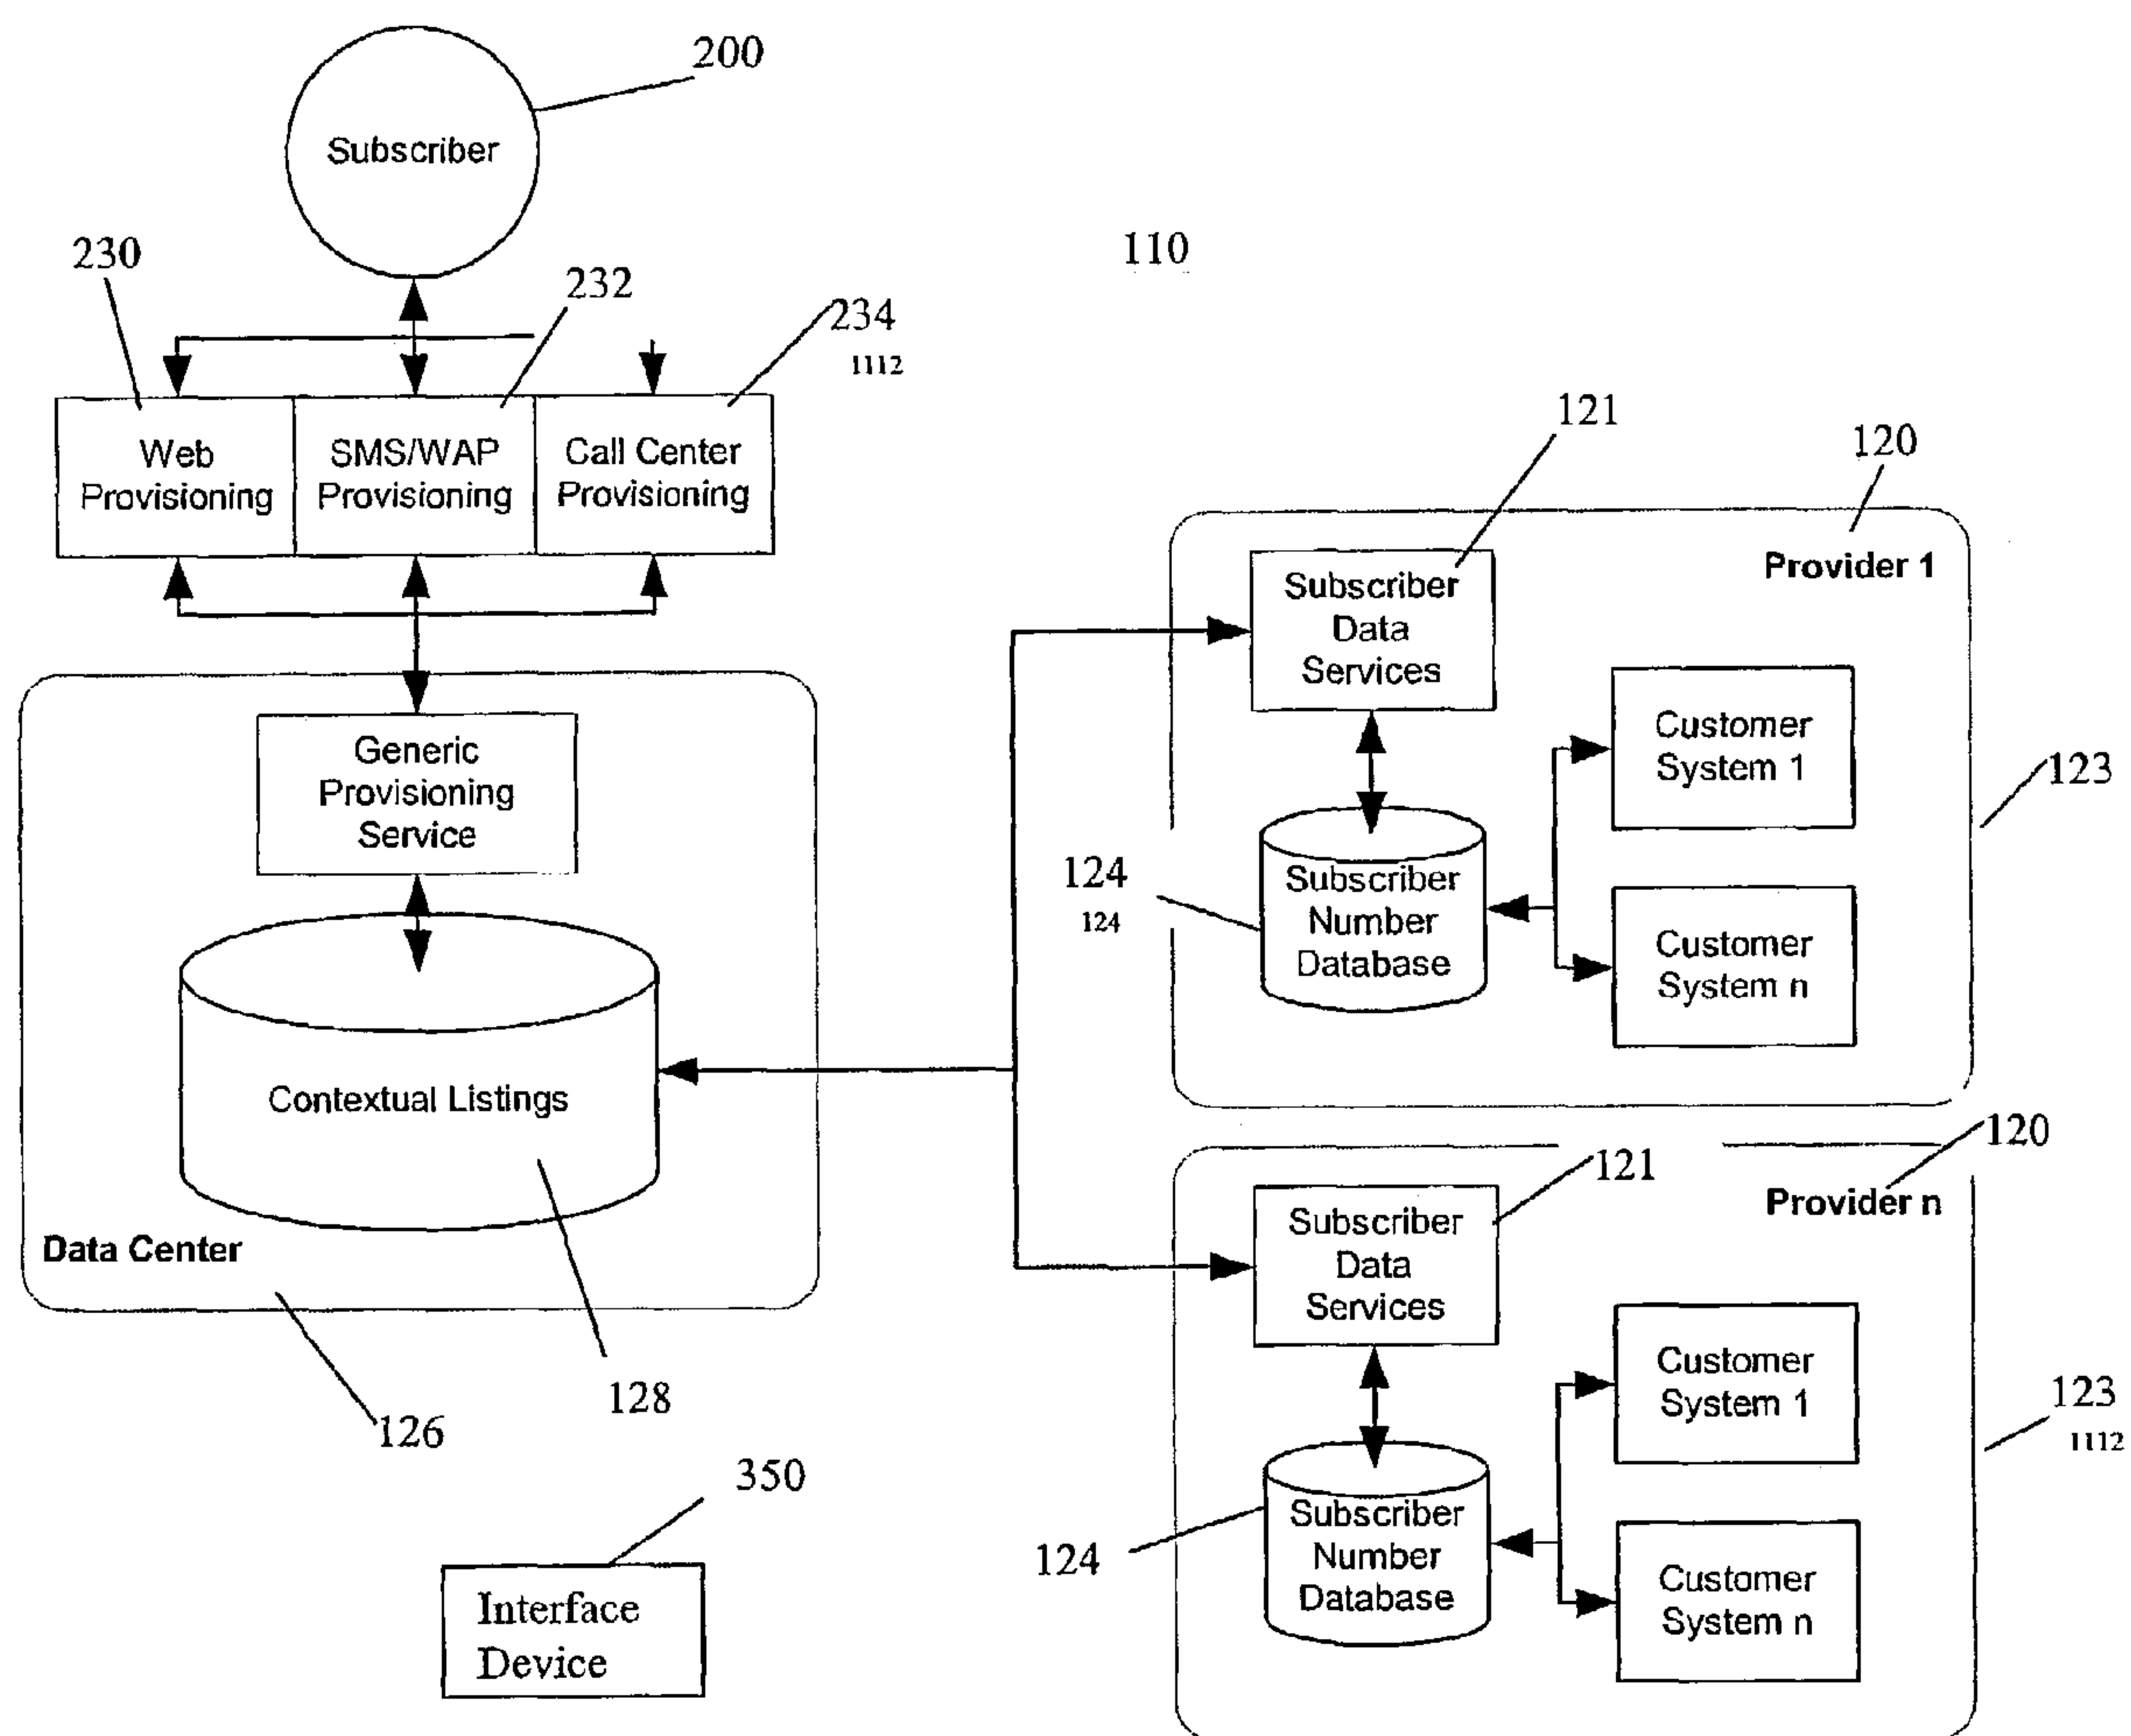 200
Subscriber
110
230
232
234
1112
Web
Provisioning
SMS/WAP
Provisioning
Call Center
Provisioning
121
120
Provider 1
Subscriber
Data
Services
Customer
System 1
123
Generic
Provisioning
Service
124
124
Subscriber
Number
Database
Customer
System n
Contextual Listings
Data Center
126
128
120
121
Provider n
Subscriber
Data
Services
Customer
System 1
123
1112
124
Subscriber
Number
Database
Customer
System n
350
Interface
Device